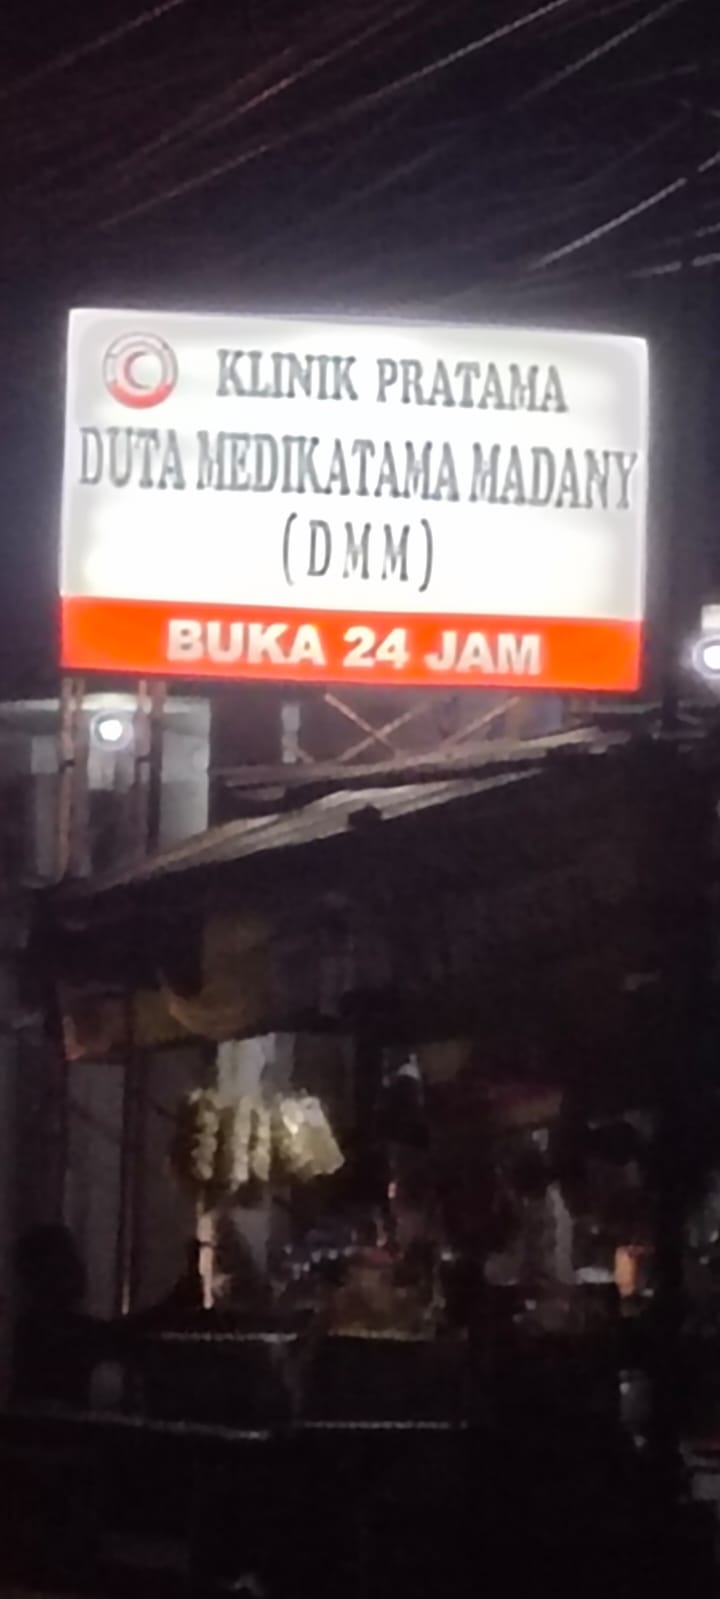 KLINIK PRATAMA
DUTA MEDIKATAMA MADANY
(DMM)
BUKA 24 JAM